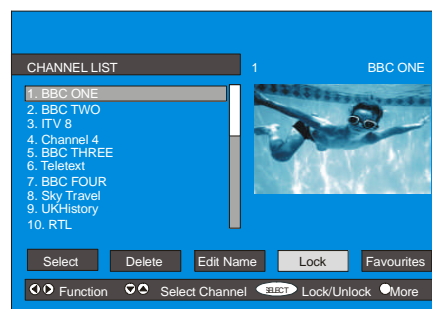 CHANNEL LIST
1 BBC ONE
1. BBC ONE
2. BBC TWO
3. ITV 8
4. Channel 4
5. BBC THREE
6. Teletext
7. BBC FOUR
8. Sky Travel
9. UKHistory
10. RTL
Select Delete Edit Name Lock Favourites
Function Select Channel SELECT Lock/Unlock More